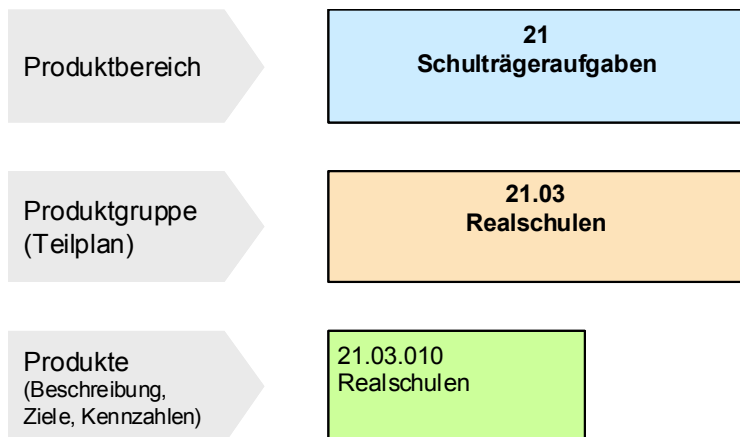 Produktbereich
21
Schulträgeraufgaben
Produktgruppe
(Teilplan)
21.03
Realschulen
Produkte
(Beschreibung,
Ziele, Kennzahlen)
21.03.010
Realschulen